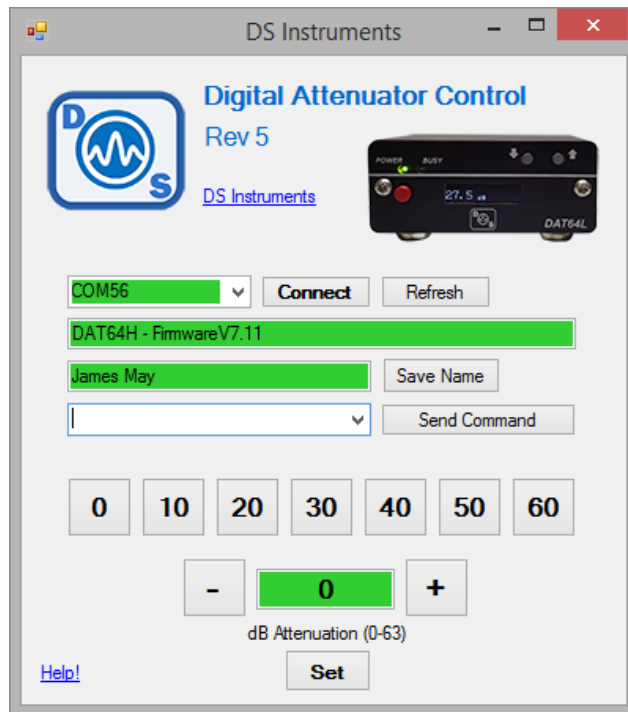 DS Instruments
D
S
Digital Attenuator Control
Rev 5
DS Instruments
POWER BUSY
27.5 dB
D S
DAT64L
COM56
Connect
Refresh
DAT64H - FirmwareV7.11
James May
Save Name
Send Command
0 10 20 30 40 50 60
- 0 +
dB Attenuation (0-63)
Help!
Set